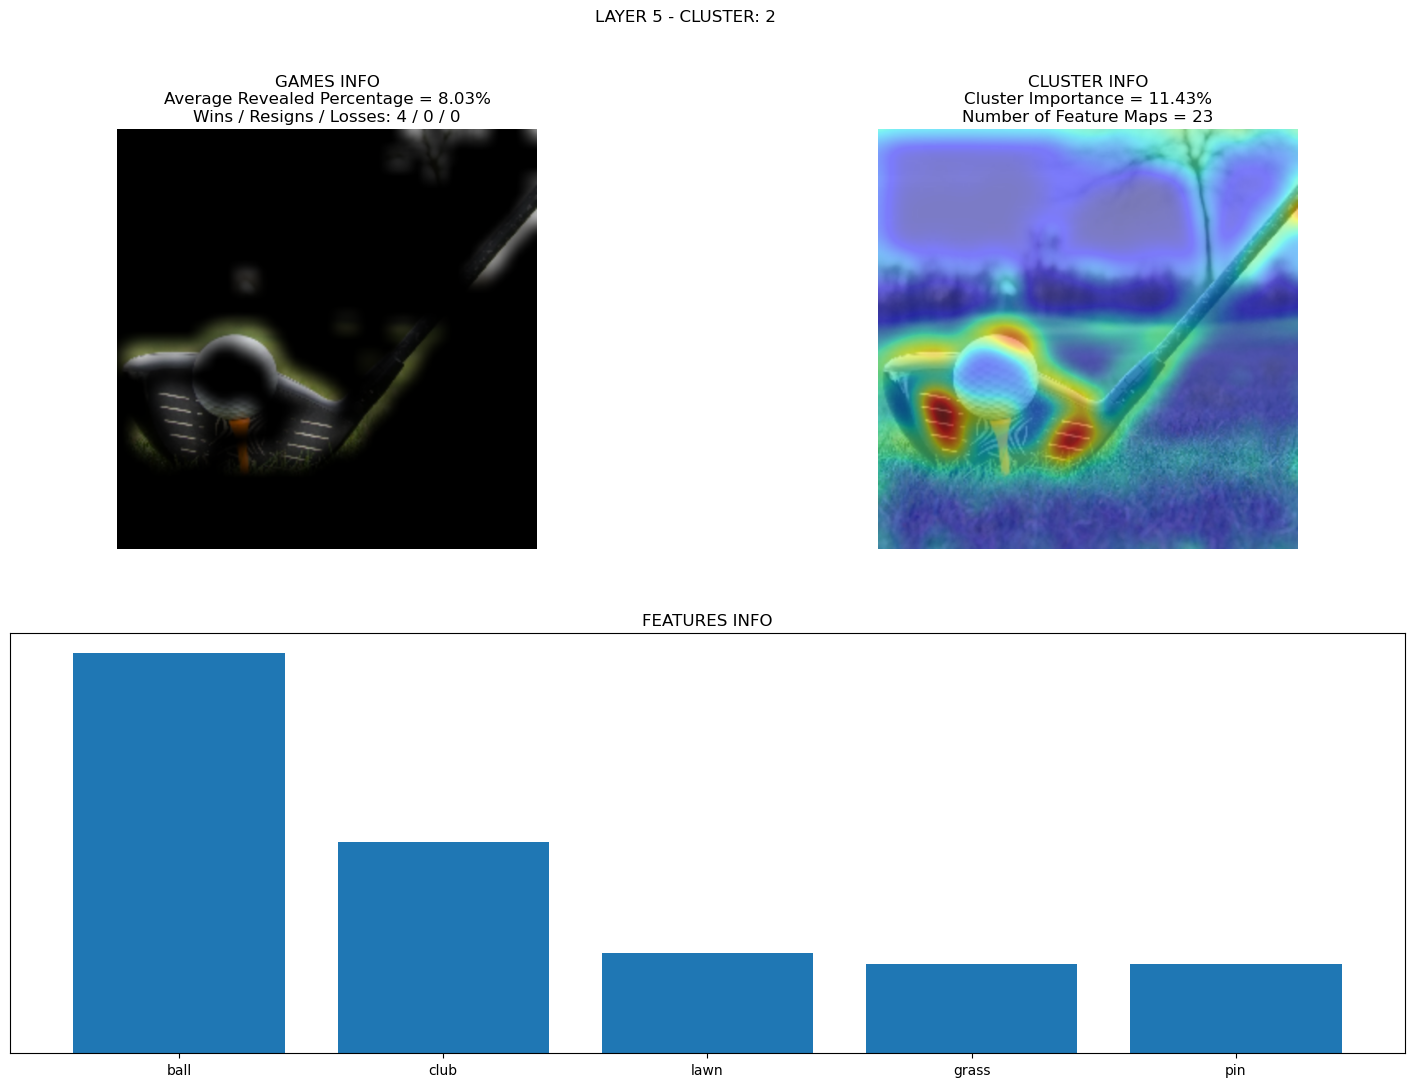 LAYER 5 - CLUSTER: 2
GAMES INFO
Average Revealed Percentage = 8.03%
Wins / Resigns / Losses: 4 / 0 / 0
CLUSTER INFO
Cluster Importance = 11.43%
Number of Feature Maps = 23
FEATURES INFO
ball
club
lawn
grass
pin